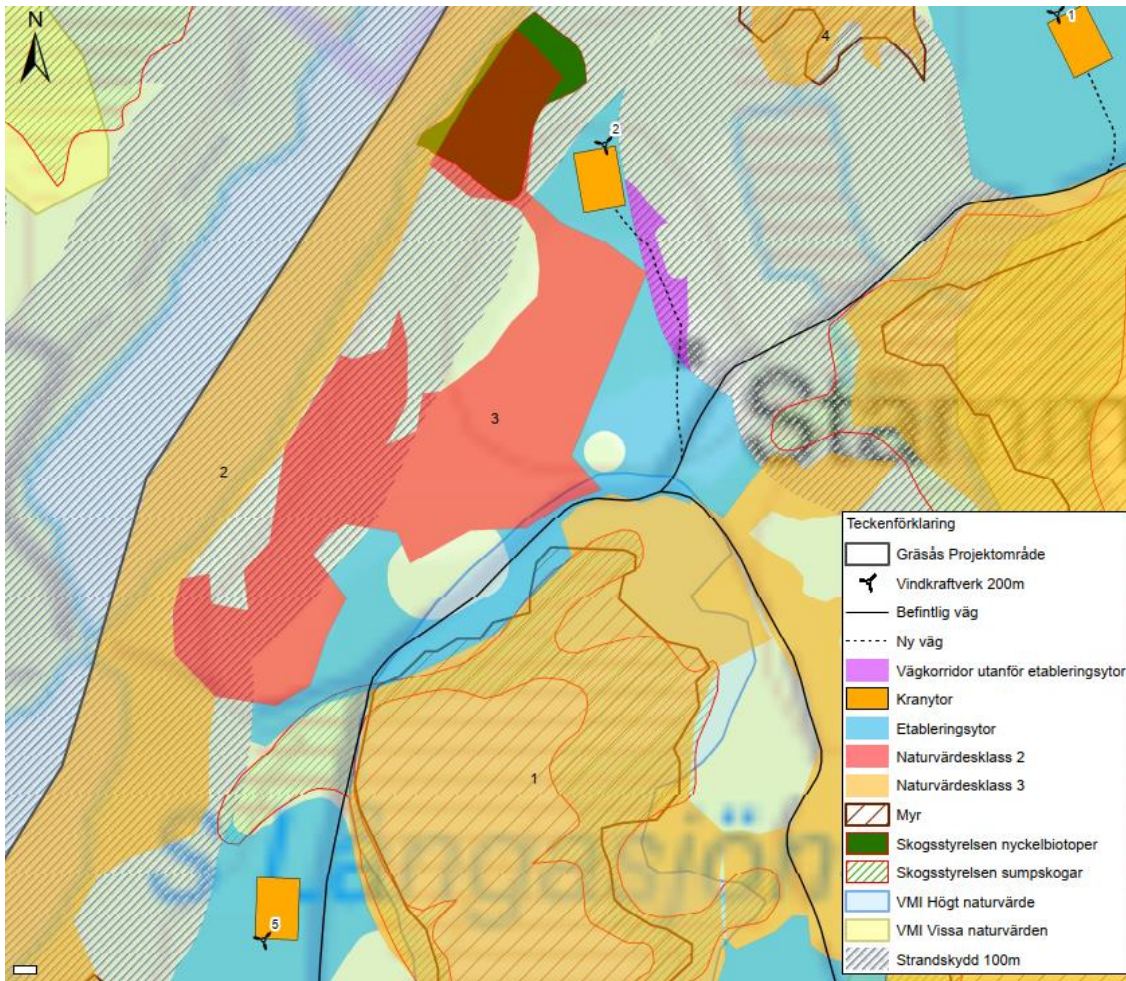 N
1
4
2
3
2
Stamm
1
S Långasjön
5
Teckenförklaring
Gräsås Projektområde
Vindkraftverk 200m
Befintlig väg
Ny väg
Vägkorridor utanför etableringsytor
Kranytor
Etableringsytor
Naturvärdesklass 2
Naturvärdesklass 3
Myr
Skogsstyrelsen nyckelbiotoper
Skogsstyrelsen sumpskogar
VMI Högt naturvärde
VMI Vissa naturvärden
Strandskydd 100m